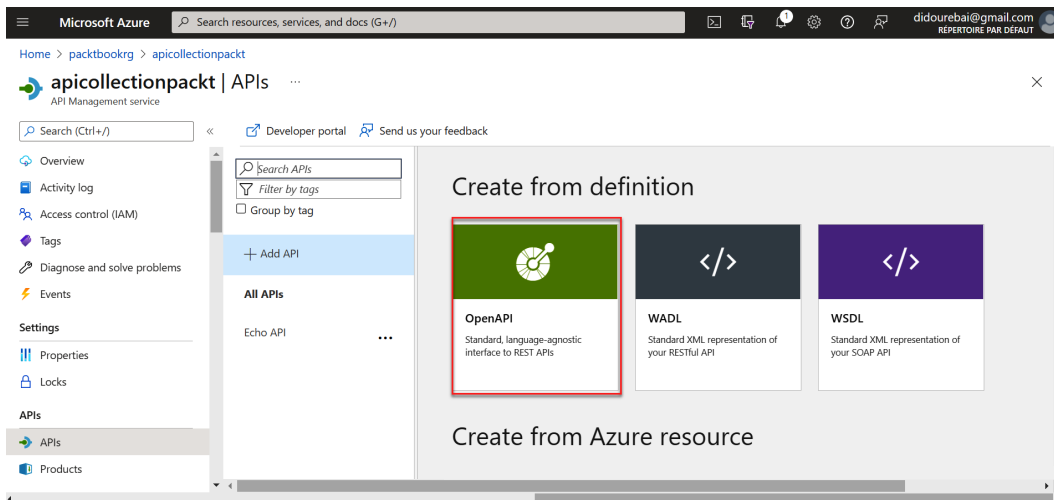 Microsoft Azure
Search resources, services, and docs (G+/)
1
didourebai@gmail.com
RÉPERTOIRE PAR DÉFAUT
Home > packtbookrg > apicollectionpackt
apicollectionpackt | APIs ...
API Management service
Search (Ctrl+/)
«
Developer portal
Send us your feedback
Overview
Activity log
Access control (IAM)
Tags
Diagnose and solve problems
Events
Settings
Properties
Locks
APIs
APIs
Products
Search APIs
Filter by tags
Group by tag
+ Add API
All APIs
Echo API
...
Create from definition
OpenAPI
Standard, language-agnostic
interface to REST APIs
</>
WADL
Standard XML representation of
your RESTful API
</>
WSDL
Standard XML representation of
your SOAP API
Create from Azure resource